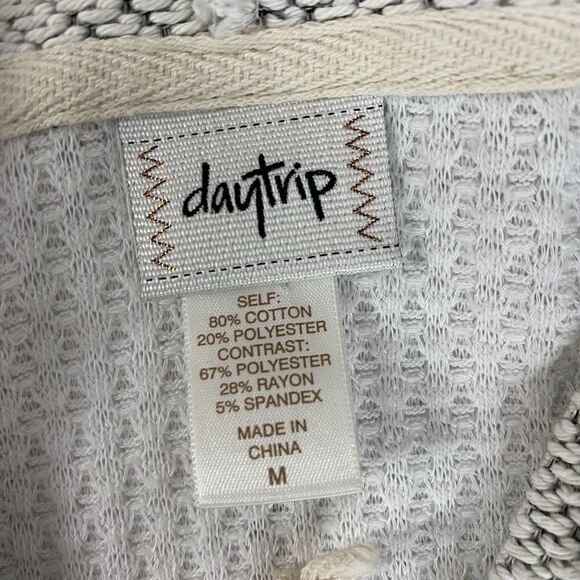 daytrip
SELF:
80% COTTON
20% POLYESTER
CONTRAST:
67% POLYESTER
28% RAYON
5% SPANDEX
MADE IN
CHINA
M